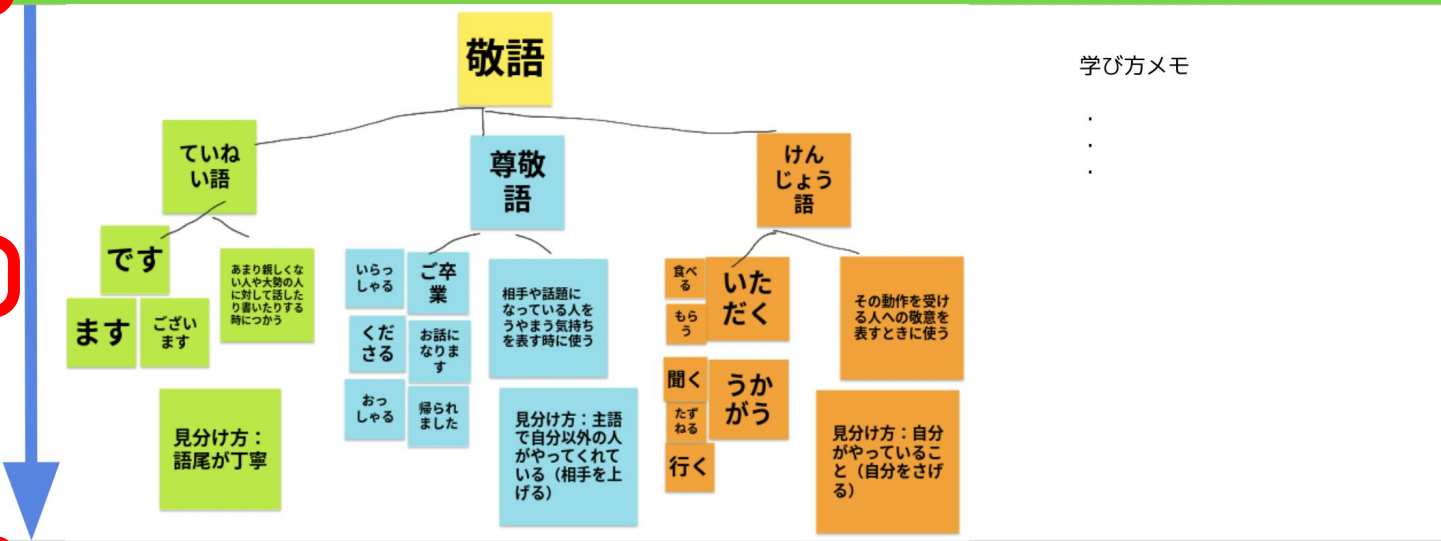 敬語
学び方メモ
・
・
・
ていね
い語
尊敬
語
けん
じょう
語
です
ます
ござい
ます
あまり親しくな
い人や大勢の人
に対して話した
り書いたりする
時につかう
見分け方：
語尾が丁寧
いらっ
しゃる
ご卒
業
くだ
さる
お話に
なりま
す
おっ
しゃる
帰られ
ました
相手や話題に
なっている人を
うやまう気持ち
を表す時に使う
見分け方：主語
で自分以外の人
がやってくれて
いる（相手を上
げる）
食べ
る
もら
う
いた
だく
聞く
たず
ねる
行く
うか
がう
その動作を受け
る人への敬意を
表すときに使う
見分け方：自分
がやっているこ
と（自分をさげ
る）